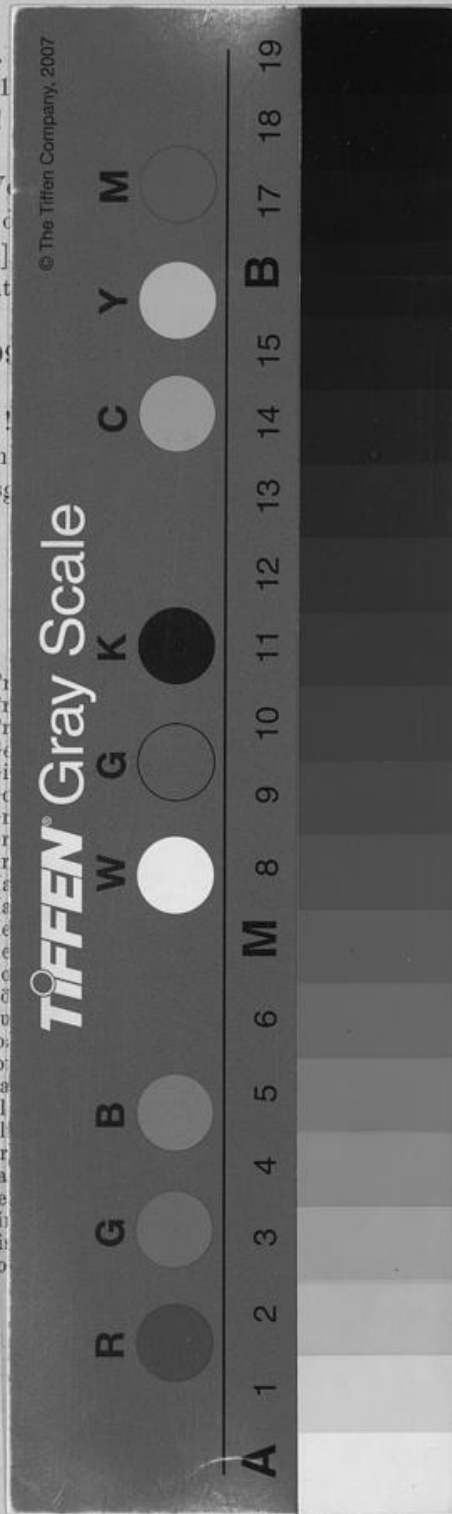 © The Tiffen Company, 2007
TIFFEN® Gray Scale
R G B W G K C Y M
A 1 2 3 4 5 6 M 8 9 10 11 12 13 14 15 B 17 18 19